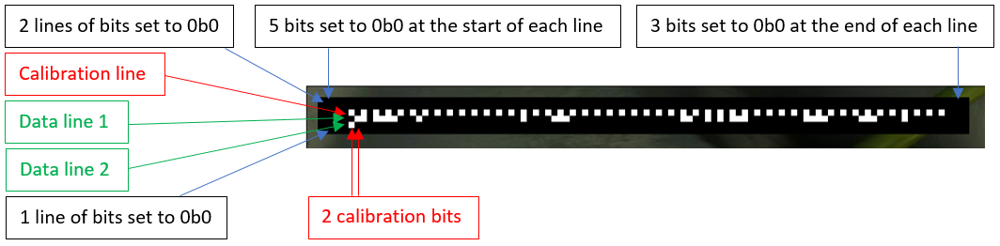 2 lines of bits set to 0b0
5 bits set to 0b0 at the start of each line
3 bits set to 0b0 at the end of each line
Calibration line
Data line 1
Data line 2
1 line of bits set to 0b0
2 calibration bits